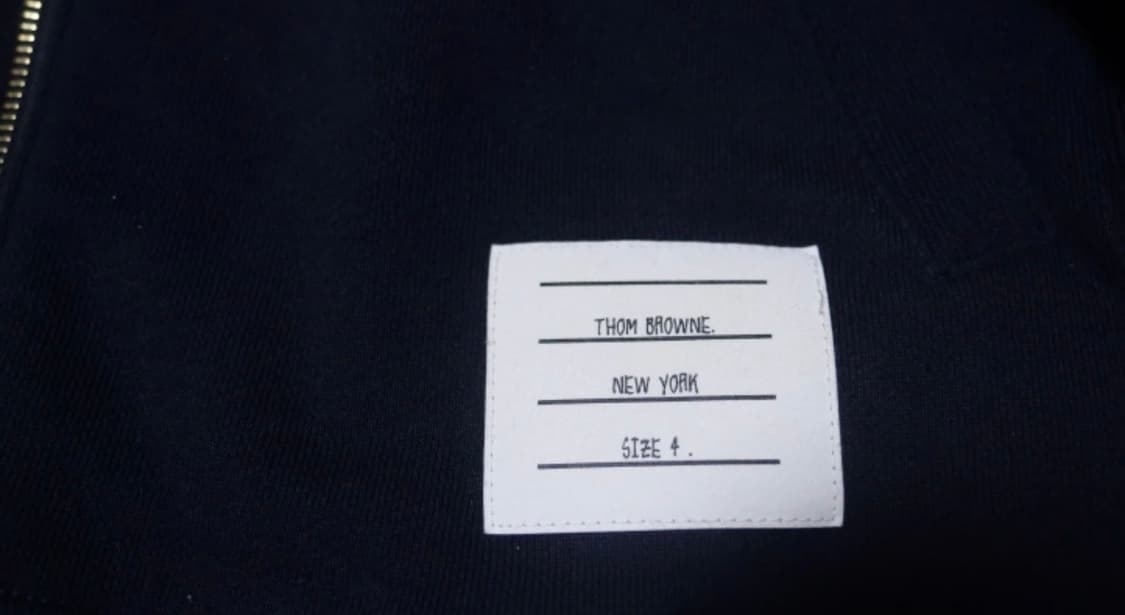 THOM BROWNE.
NEW YORK
SIZE 4 .